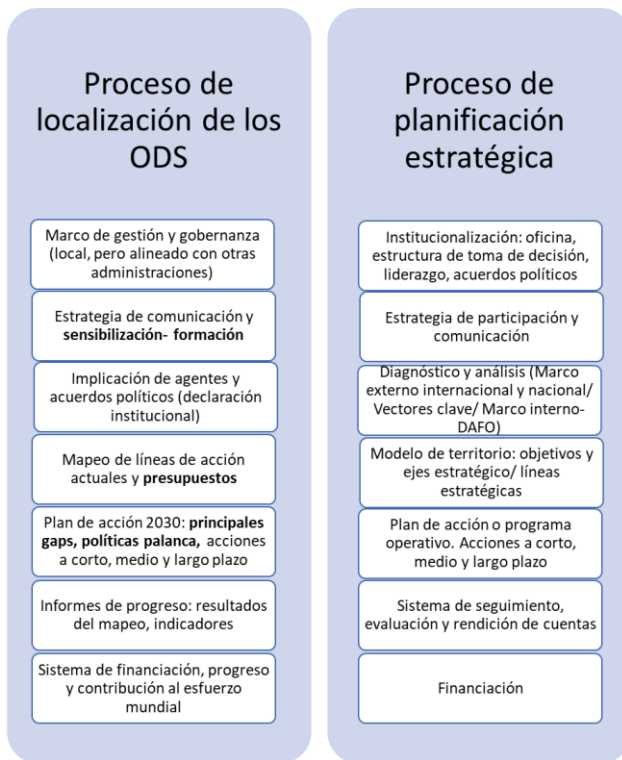 Proceso de
localización de los
ODS
Marco de gestión y gobernanza
(local, pero alineado con otras
administraciones)
Estrategia de comunicación y
sensibilización- formación
Implicación de agentes y
acuerdos políticos (declaración
institucional)
Mapeo de líneas de acción
actuales y presupuestos
Plan de acción 2030: principales
gaps, políticas palanca, acciones
a corto, medio y largo plazo
Informes de progreso: resultados
del mapeo, indicadores
Sistema de financiación, progreso
y contribución al esfuerzo
mundial
Proceso de
planificación
estratégica
Institucionalización: oficina,
estructura de toma de decisión,
liderazgo, acuerdos políticos
Estrategia de participación y
comunicación
Diagnóstico y análisis (Marco
externo internacional y nacional/
Vectores clave/ Marco interno-
DAFO)
Modelo de territorio: objetivos y
ejes estratégico/ líneas
estratégicas
Plan de acción o programa
operativo. Acciones a corto,
medio y largo plazo
Sistema de seguimiento,
evaluación y rendición de cuentas
Financiación